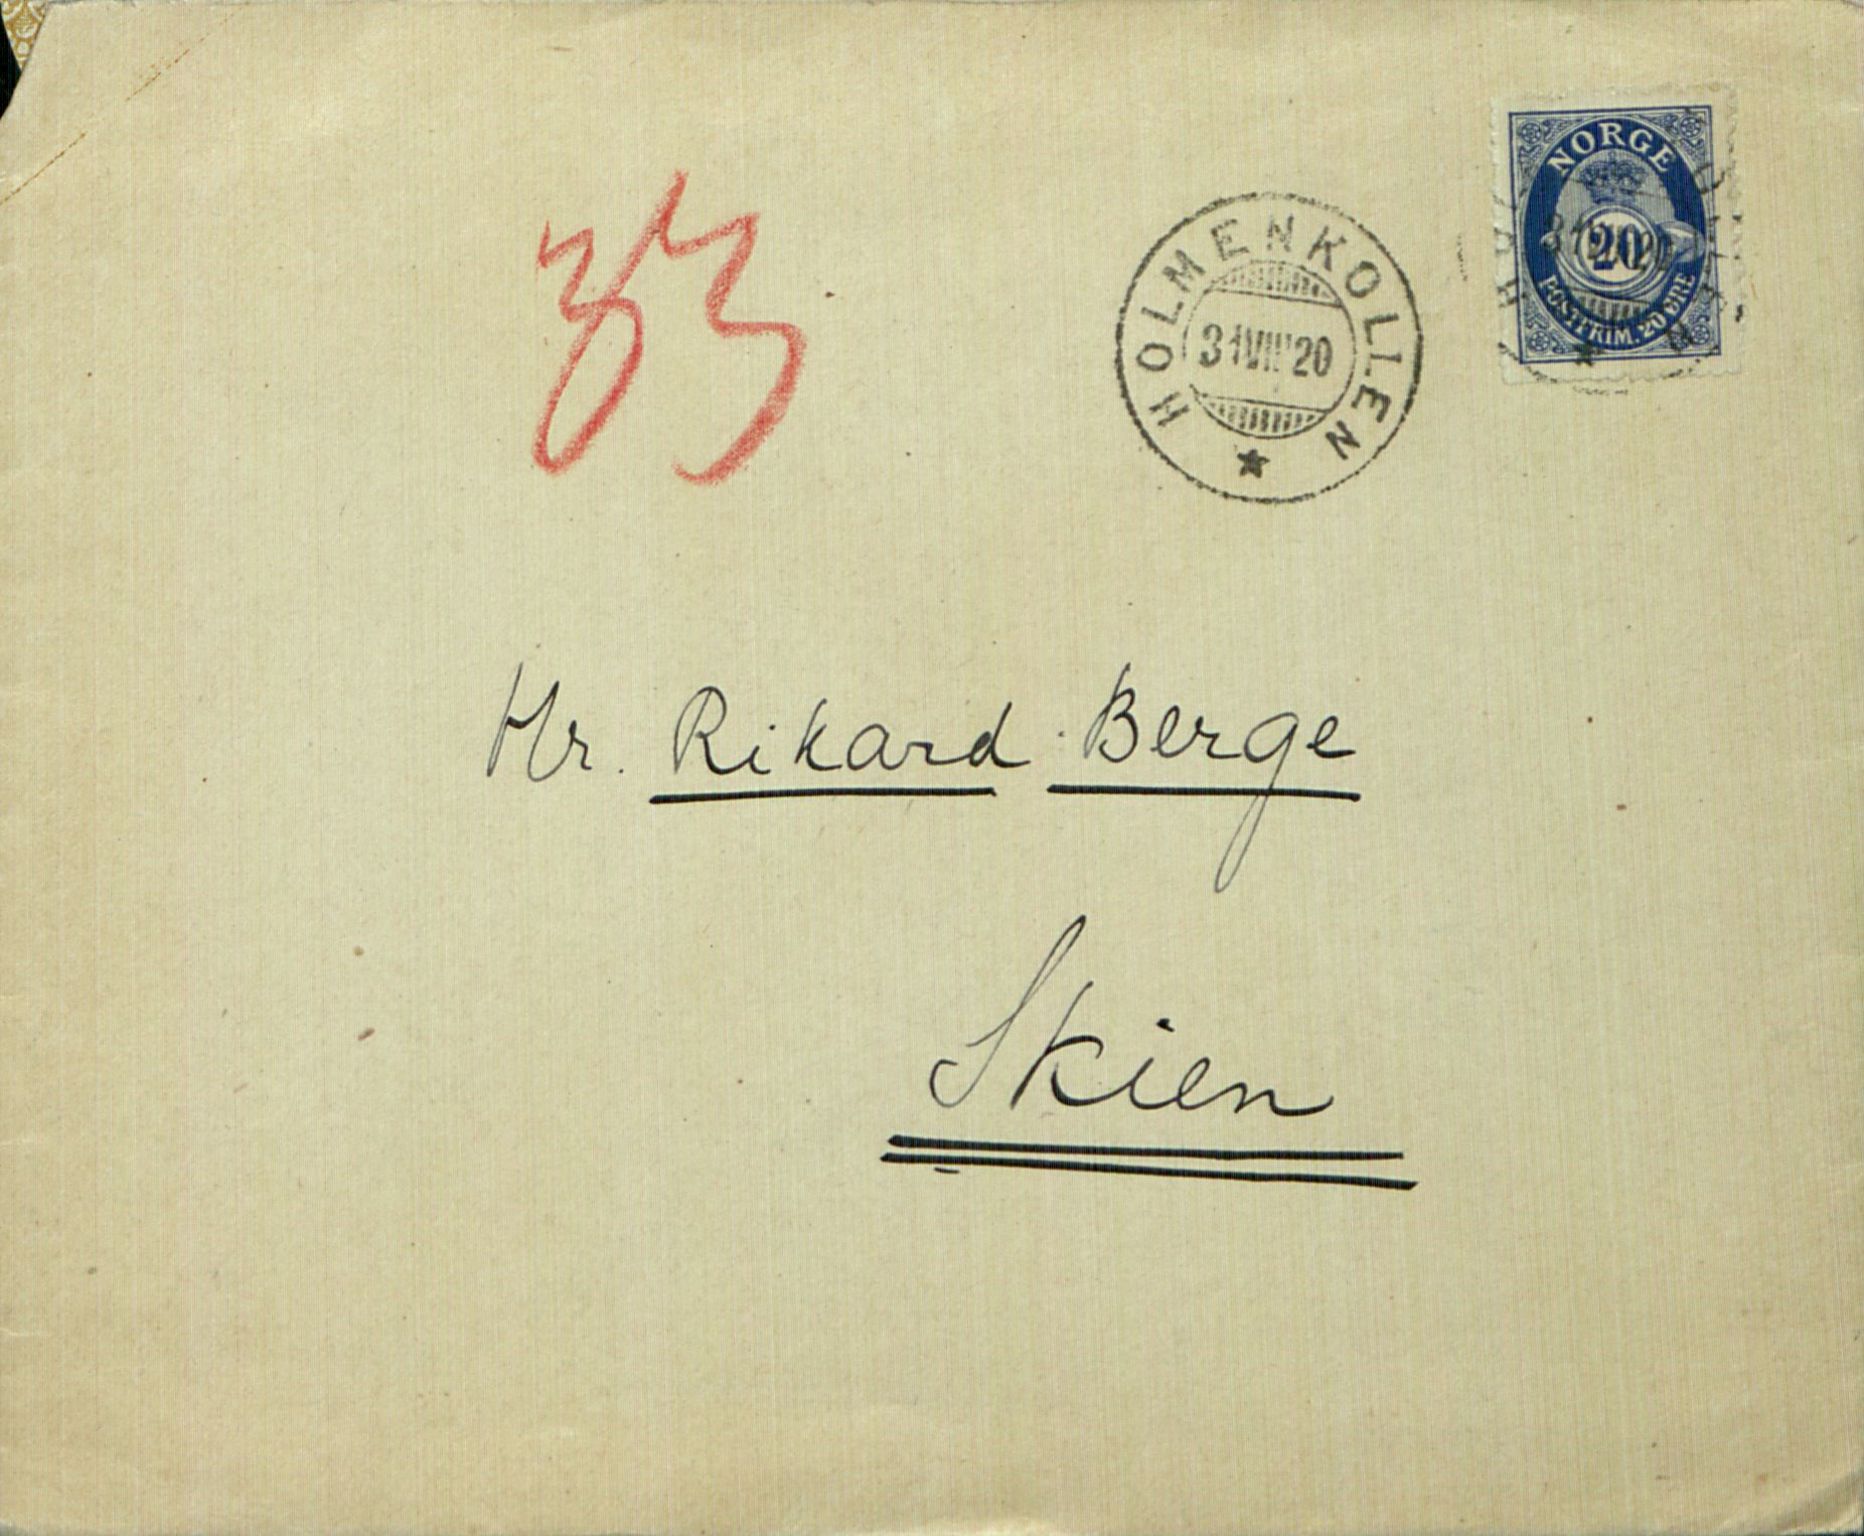 NORGE
20
POSTFRIM. 20 ØRE
HOLMENKOLLEN
31 VIII 20
33
Hr. Rikard Berge
Skien